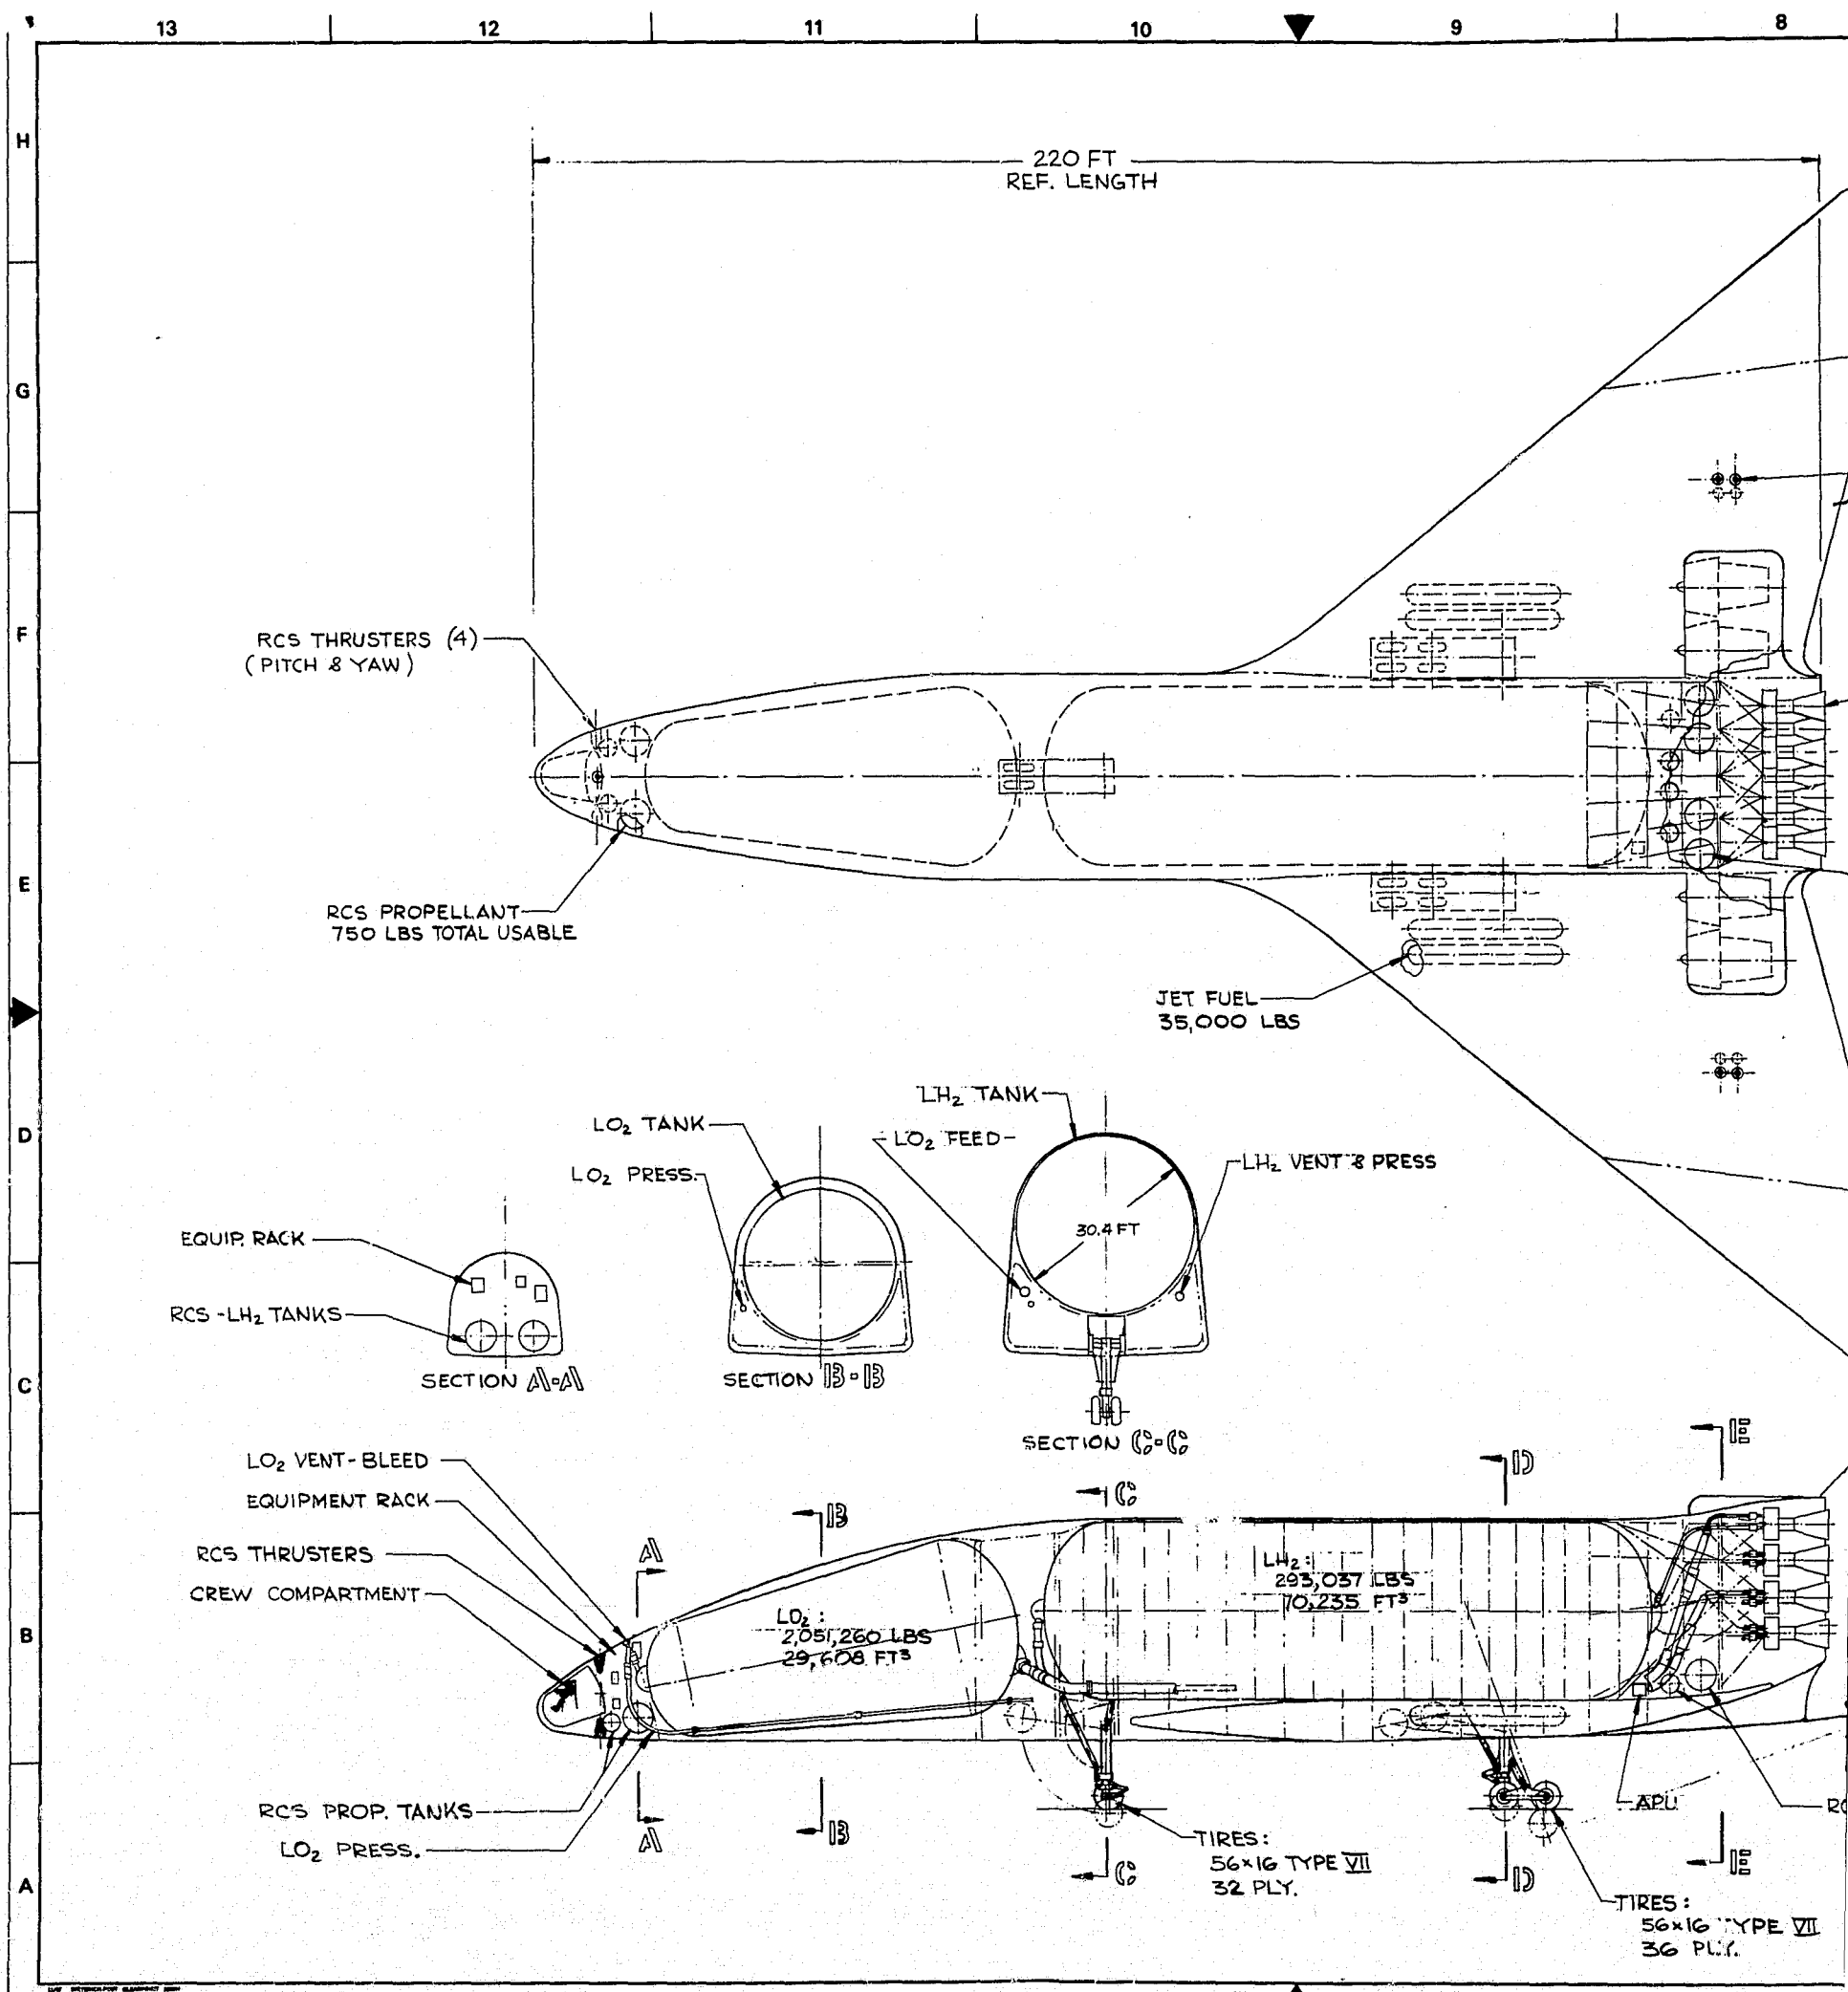 13
12
11
10
9
8
H
G
F
E
D
C
B
A
220 FT
REF. LENGTH
RCS THRUSTERS (4)
(PITCH & YAW)
RCS PROPELLANT
750 LBS TOTAL USABLE
JET FUEL
35,000 LBS
LH₂ TANK
LO₂ TANK
LO₂ FEED
LO₂ PRESS.
LH₂ VENT & PRESS
30.4 FT
EQUIP. RACK
RCS-LH₂ TANKS
SECTION A-A
SECTION B-B
SECTION C-C
LO₂ VENT-BLEED
EQUIPMENT RACK
RCS THRUSTERS
CREW COMPARTMENT
A
B
C
D
E
LO₂:
2,051,260 LBS
29,608 FT³
LH₂:
293,037 LBS
70,235 FT³
RCS PROP. TANKS
LO₂ PRESS.
A
B
C
D
E
TIRES:
56×16 TYPE VII
32 PLY.
APU
TIRES:
56×16 TYPE VII
36 PLY.